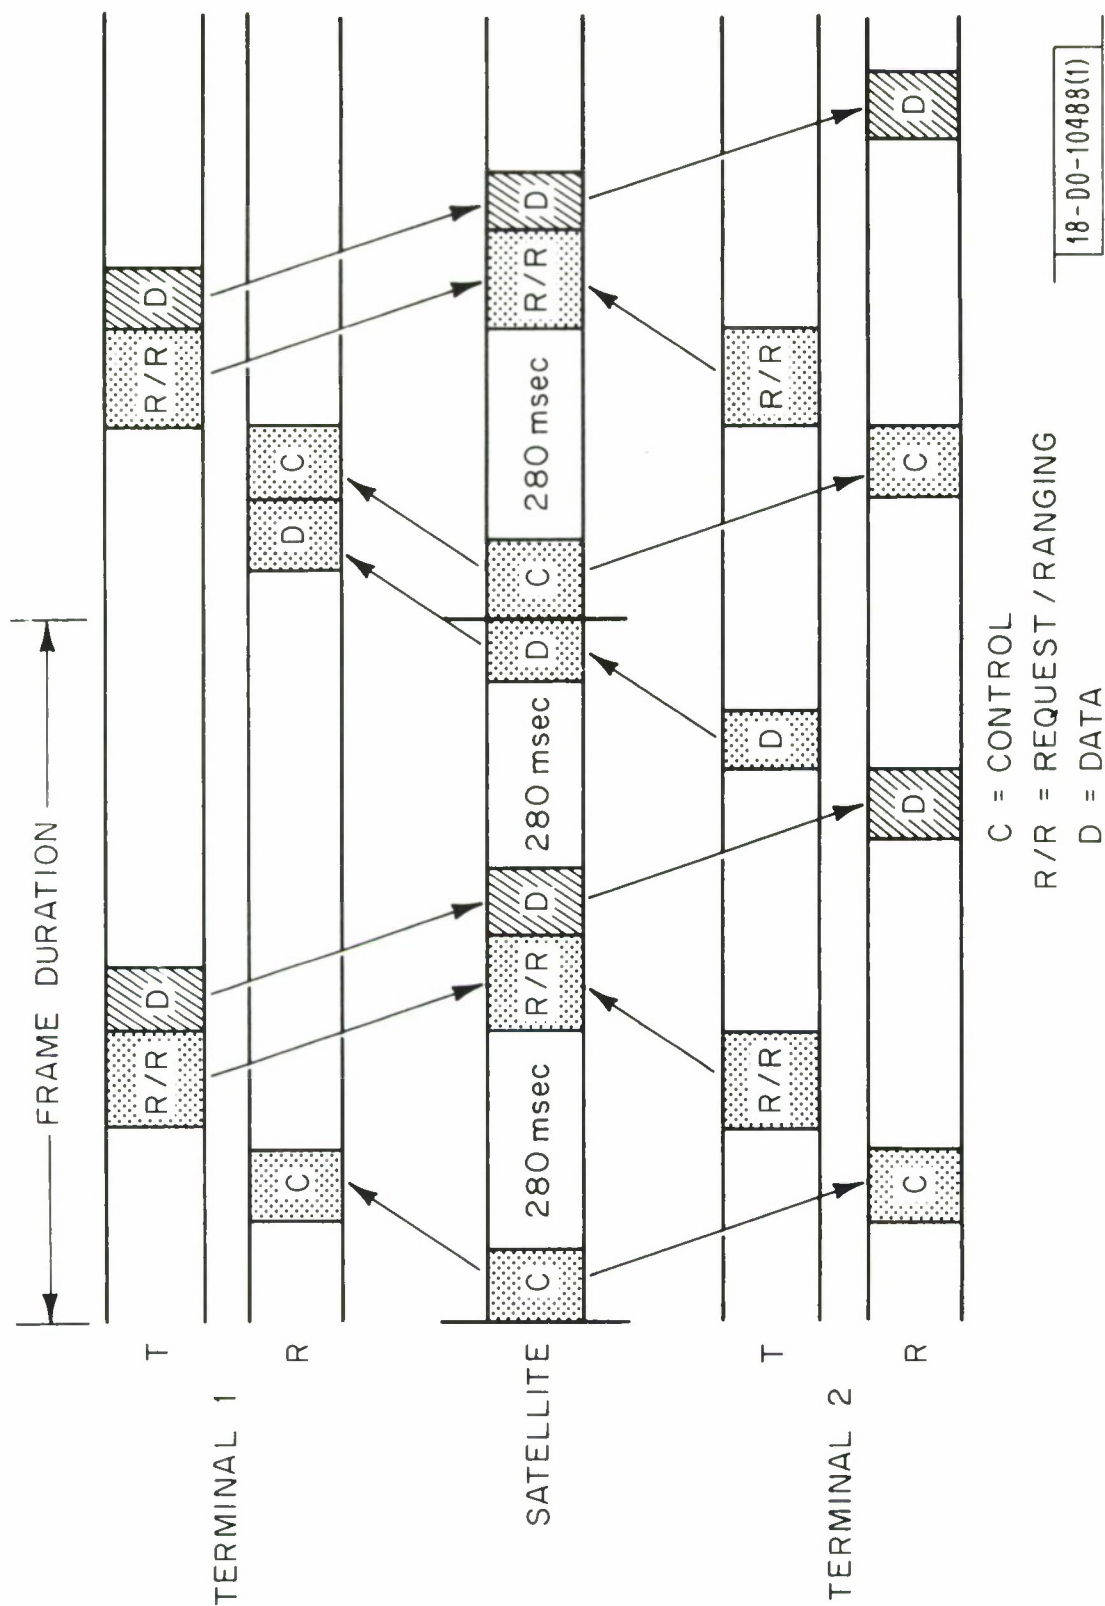 FRAME DURATION
TERMINAL 1
T
R/R
D
R/R
D
R
C
D
C
SATELLITE
C
280 msec
R/R
D
280 msec
D
C
280 msec
R/R
D
TERMINAL 2
T
R/R
D
R/R
R
C
D
C
D
C = CONTROL
R/R = REQUEST / RANGING
D = DATA
18-DO-10488(1)